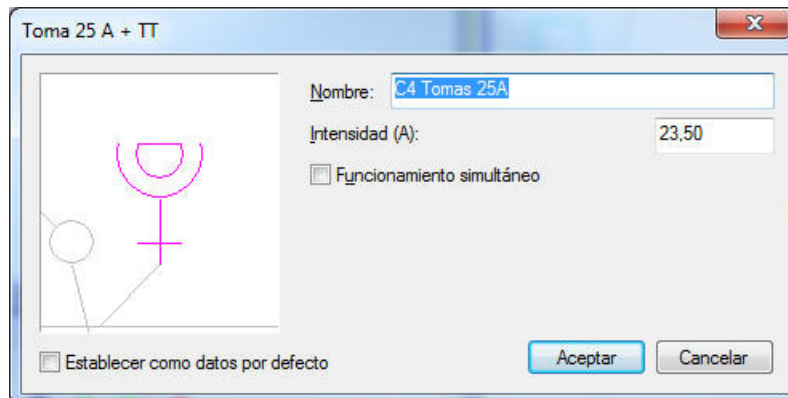 Toma 25 A + TT
Nombre: C4 Tomas 25A
Intensidad (A): 23,50
Funcionamiento simultáneo
Establecer como datos por defecto
Aceptar Cancelar